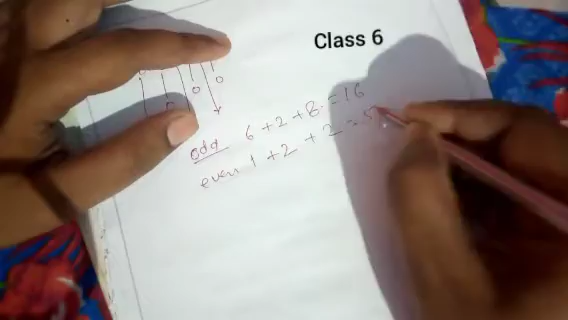 Class 6
odd 6 + 2 + 8 = 16
even 1 + 2 + 2 = 5